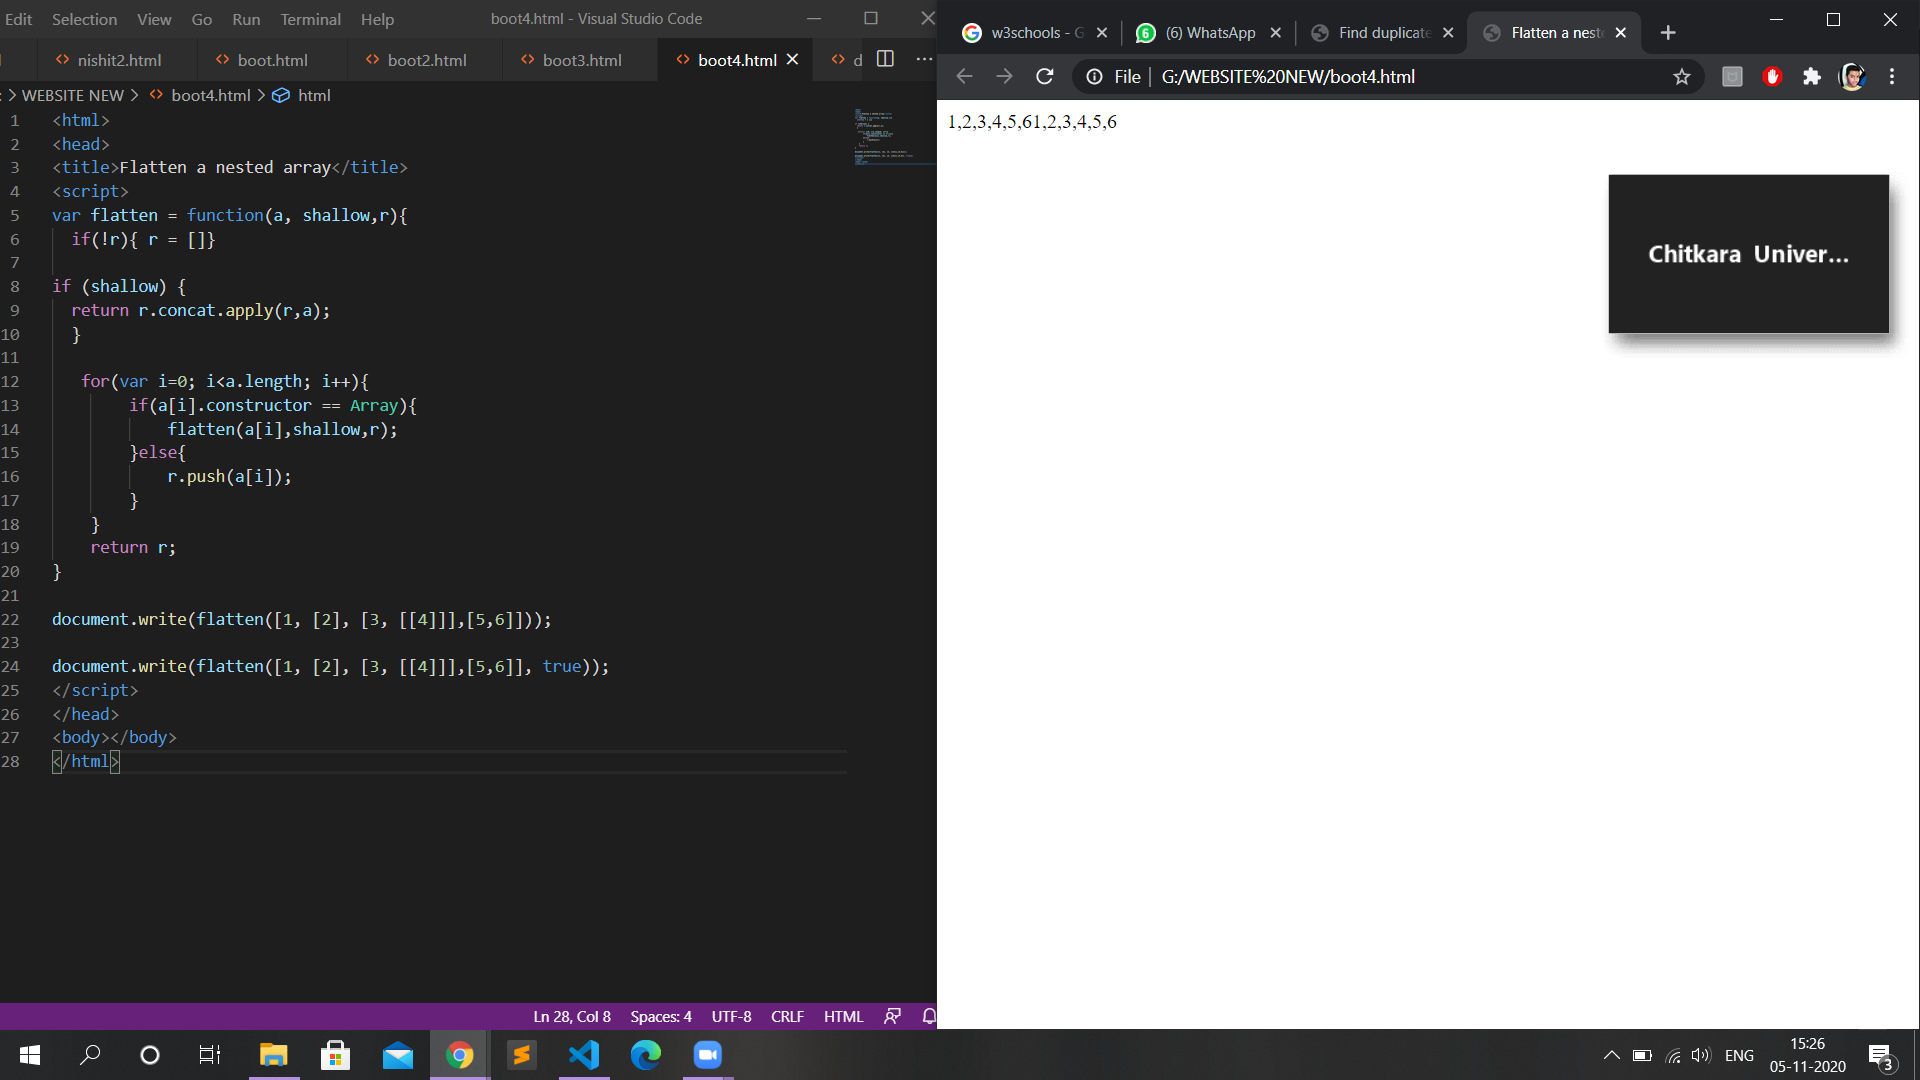 Edit Selection View Go Run Terminal Help boot4.html - Visual Studio Code
nishit2.html boot.html boot2.html boot3.html boot4.html d
WEBSITE NEW > boot4.html > html
1 <html>
2 <head>
3 <title>Flatten a nested array</title>
4 <script>
5 var flatten = function(a, shallow,r){
6 if(!r){ r = []}
7
8 if (shallow) {
9 return r.concat.apply(r,a);
10 }
11
12 for(var i=0; i<a.length; i++){
13 if(a[i].constructor == Array){
14 flatten(a[i],shallow,r);
15 }else{
16 r.push(a[i]);
17 }
18 }
19 return r;
20 }
21
22 document.write(flatten([1, [2], [3, [[4]]],[5,6]]));
23
24 document.write(flatten([1, [2], [3, [[4]]],[5,6]], true));
25 </script>
26 </head>
27 <body></body>
28 </html>
Ln 28, Col 8 Spaces: 4 UTF-8 CRLF HTML
w3schools - G (6) WhatsApp Find duplicate Flatten a nest
File | G:/WEBSITE%20NEW/boot4.html
1,2,3,4,5,61,2,3,4,5,6
Chitkara Univer...
ENG
15:26
05-11-2020
3